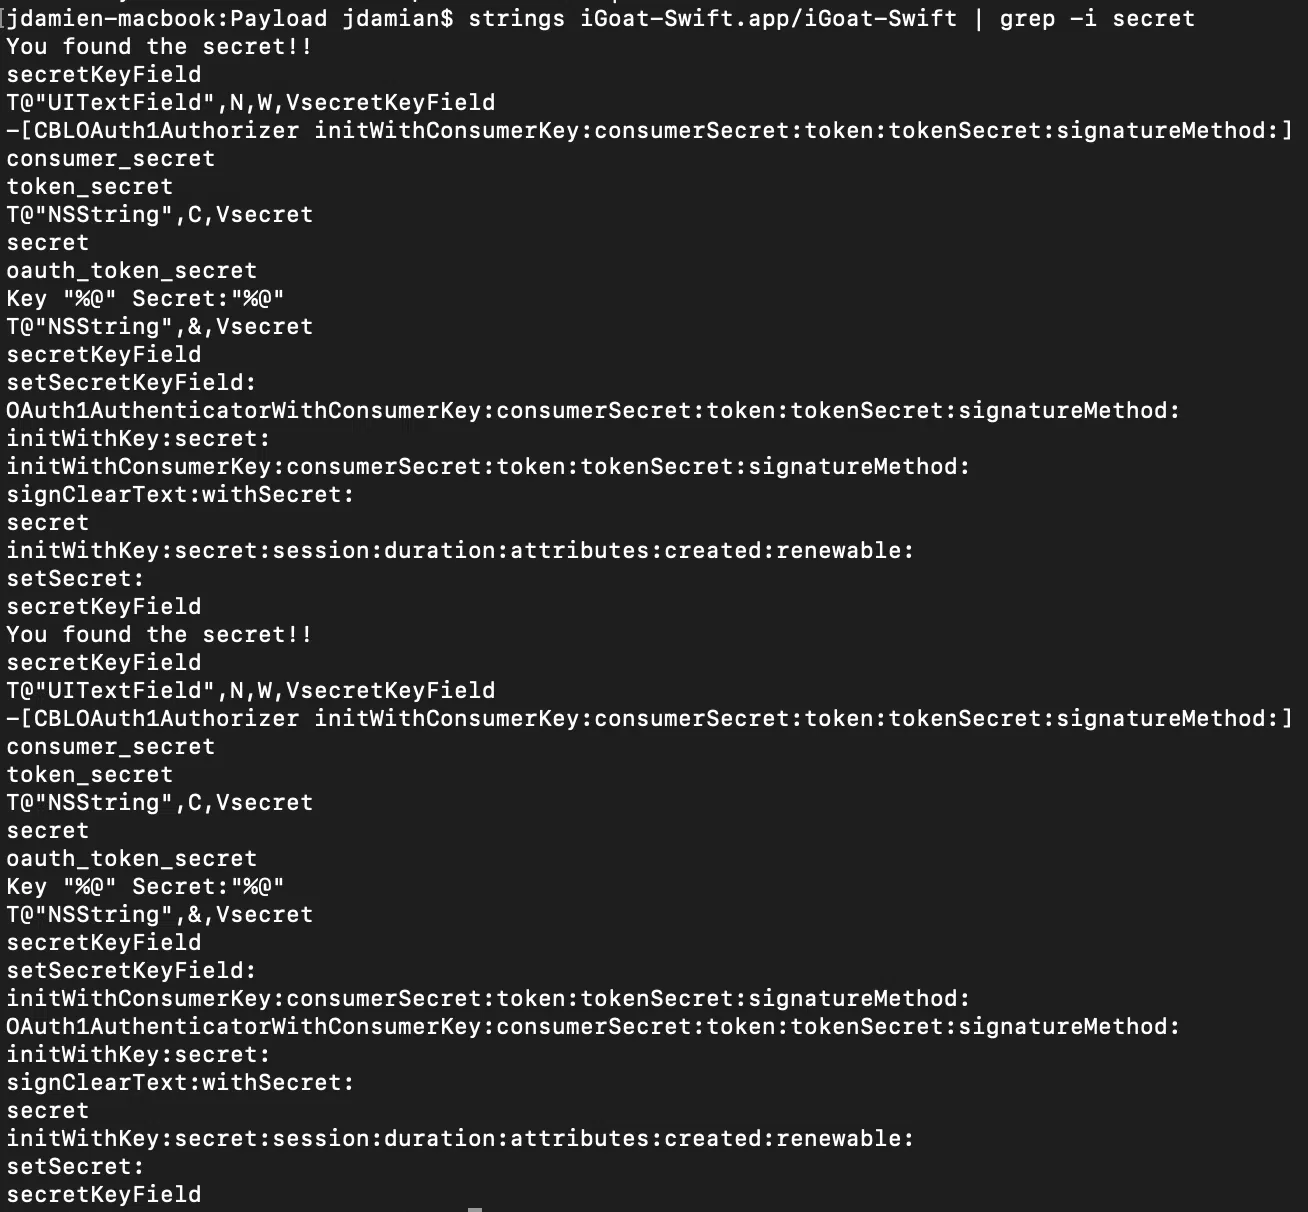 [jdamien-macbook:Payload jdamian$ strings iGoat-Swift.app/iGoat-Swift | grep -i secret
You found the secret!!
secretKeyField
T@"UITextField",N,W,VsecretKeyField
-[CBLOAuth1Authorizer initWithConsumerKey:consumerSecret:token:tokenSecret:signatureMethod:]
consumer_secret
token_secret
T@"NSString",C,Vsecret
secret
oauth_token_secret
Key "%@" Secret:"%@"
T@"NSString",&,Vsecret
secretKeyField
setSecretKeyField:
OAuth1AuthenticatorWithConsumerKey:consumerSecret:token:tokenSecret:signatureMethod:
initWithKey:secret:
initWithConsumerKey:consumerSecret:token:tokenSecret:signatureMethod:
signClearText:withSecret:
secret
initWithKey:secret:session:duration:attributes:created:renewable:
setSecret:
secretKeyField
You found the secret!!
secretKeyField
T@"UITextField",N,W,VsecretKeyField
-[CBLOAuth1Authorizer initWithConsumerKey:consumerSecret:token:tokenSecret:signatureMethod:]
consumer_secret
token_secret
T@"NSString",C,Vsecret
secret
oauth_token_secret
Key "%@" Secret:"%@"
T@"NSString",&,Vsecret
secretKeyField
setSecretKeyField:
initWithConsumerKey:consumerSecret:token:tokenSecret:signatureMethod:
OAuth1AuthenticatorWithConsumerKey:consumerSecret:token:tokenSecret:signatureMethod:
initWithKey:secret:
signClearText:withSecret:
secret
initWithKey:secret:session:duration:attributes:created:renewable:
setSecret:
secretKeyField